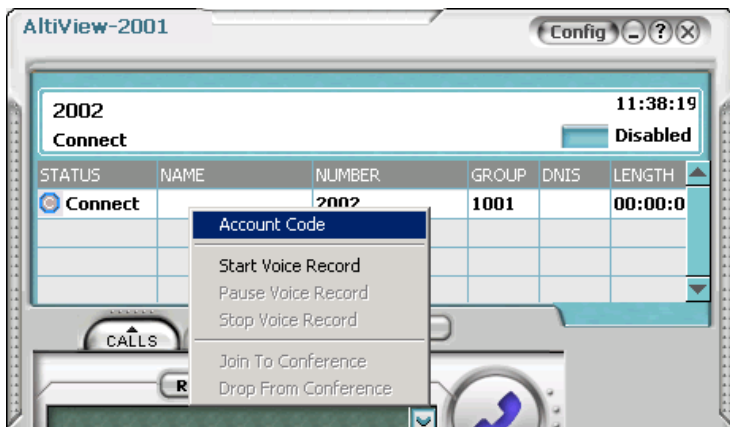 AltiView-2001 Config ?
2002 11:38:19
Connect Disabled
STATUS NAME NUMBER GROUP DNIS LENGTH
Connect 2002 1001 00:00:0
Account Code
Start Voice Record
Pause Voice Record
Stop Voice Record
CALLS
Join To Conference
R Drop From Conference